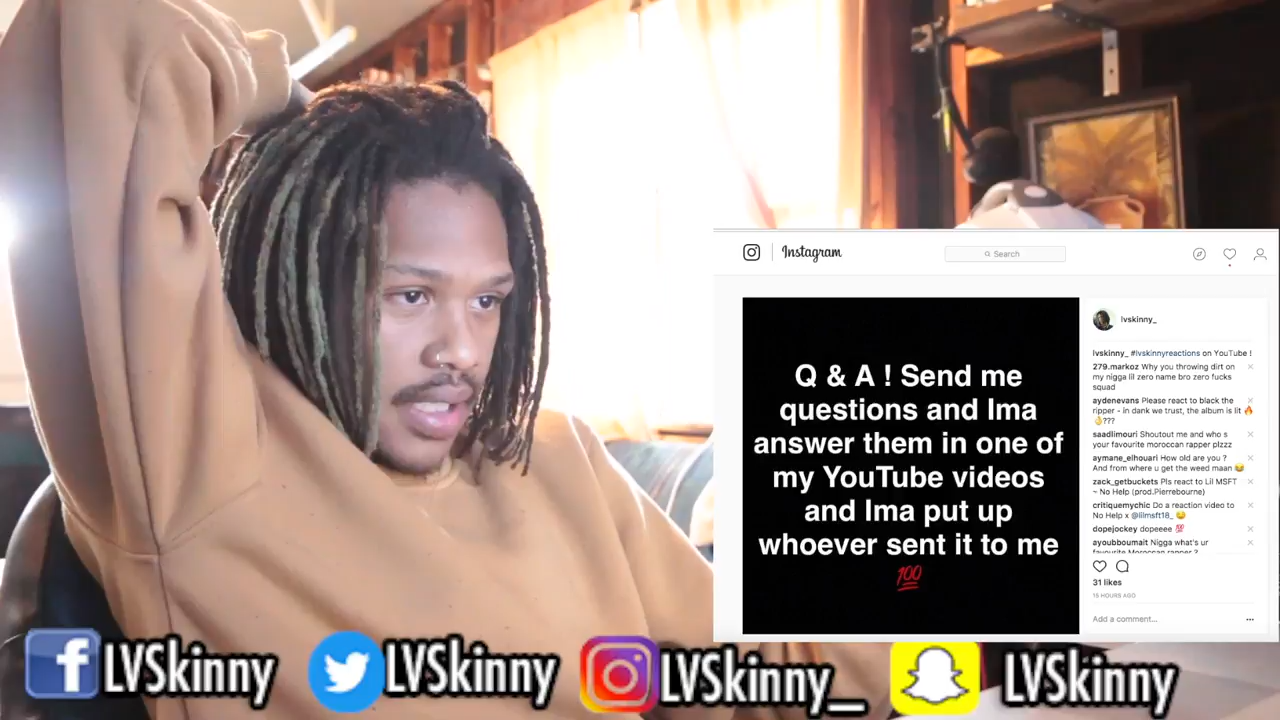 Instagram
Search
Q & A ! Send me
questions and Ima
answer them in one of
my YouTube videos
and Ima put up
whoever sent it to me
💯
lvskinny_
lvskinny_ #lvskinnyreactions on YouTube !
279.markoz Why you throwing dirt on
my nigga lil zero name bro zero fucks
squad
aydenevans Please react to black the
ripper - in dank we trust, the album is lit 🔥
👌???
saadlimouri Shoutout me and who s
your favourite moroccan rapper plzzz
aymane_elhouari How old are you ?
And from where u get the weed maan 😂
zack_getbuckets Pls react to Lil MSFT
~ No Help (prod.Pierrebourne)
critiquemychic Do a reaction video to
No Help x @lilmsft18_ 😏
dopejockey dopeeee 💯
ayoubboumait Nigga what's ur
favourite Moroccan rapper ?
31 likes
15 HOURS AGO
Add a comment...
LVSkinny
LVSkinny
LVSkinny_
LVSkinny